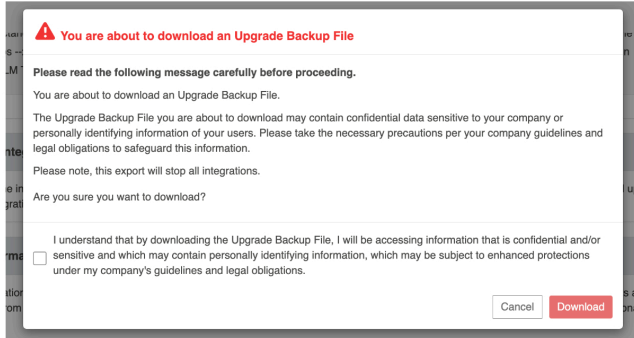 You are about to download an Upgrade Backup File
Please read the following message carefully before proceeding.
You are about to download an Upgrade Backup File.
The Upgrade Backup File you are about to download may contain confidential data sensitive to your company or
personally identifying information of your users. Please take the necessary precautions per your company guidelines and
legal obligations to safeguard this information.
Please note, this export will stop all integrations.
Are you sure you want to download?
I understand that by downloading the Upgrade Backup File, I will be accessing information that is confidential and/or
sensitive and which may contain personally identifying information, which may be subject to enhanced protections
under my company's guidelines and legal obligations.
Cancel
Download